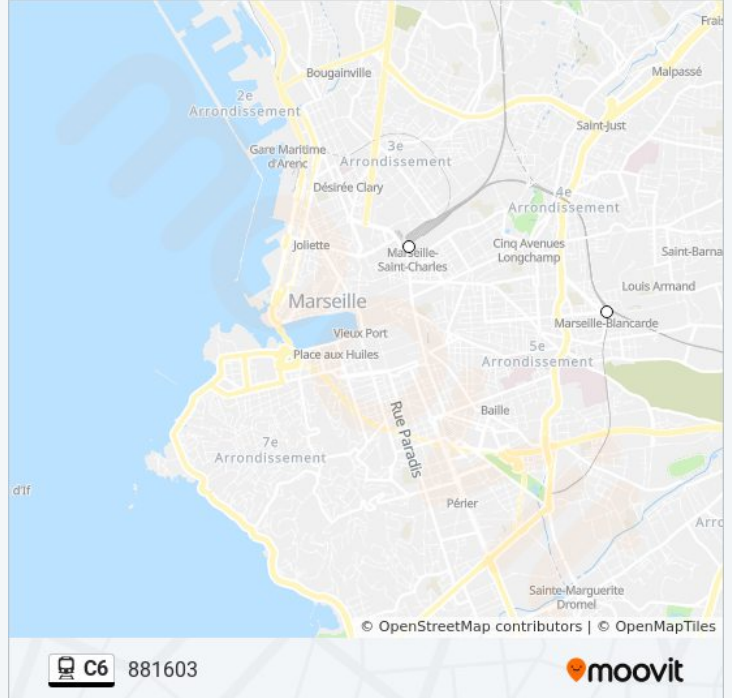 Frais
Bougainville
Malpassé
2e
Arrondissement
Saint-Just
Gare Maritime
d'Arenc
3e
Arrondissement
Désirée Clary
4e
Arrondissement
Joliette
Marseille-
Saint-Charles
Cinq Avenues
Longchamp
Saint-Barna
Louis Armand
Marseille
Marseille-Blancarde
Vieux Port
Place aux Huiles
5e
Arrondissement
Rue Paradis
Baille
7e
Arrondissement
d'If
Périer
Arro
Sainte-Marguerite
Dromel
© OpenStreetMap contributors | © OpenMapTiles
C6 881603
moovit